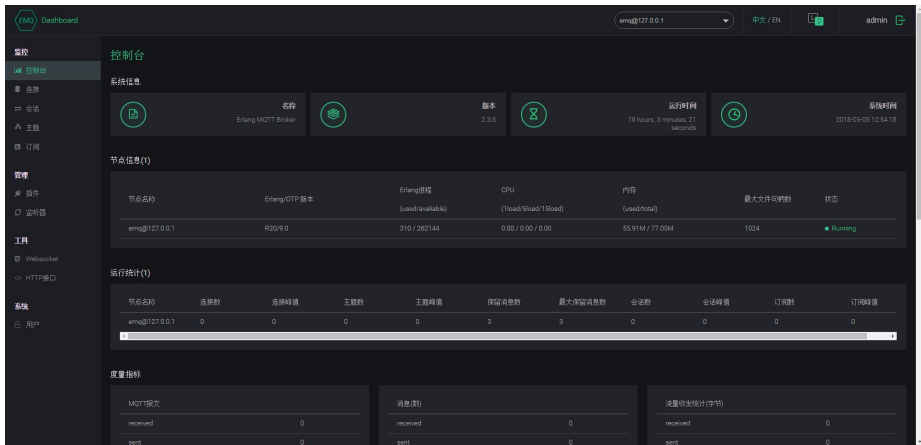 EMQ Dashboard
emq@127.0.0.1
中文 / EN
admin
监控
控制台
连接
会话
主题
订阅
管理
插件
监听器
工具
Websocket
HTTP接口
系统
用户
控制台
系统信息
名称
Erlang MQTT Broker
版本
2.3.6
运行时间
19 hours, 3 minutes, 21
seconds
系统时间
2018-05-05 12:54:18
节点信息(1)
节点名称 Erlang/OTP 版本 Erlang进程 (used/avaliable) CPU (1load/5load/15load) 内存 (used/total) 最大文件句柄数 状态
emq@127.0.0.1 R20/9.0 310 / 262144 0.00 / 0.00 / 0.00 55.91M / 77.05M 1024 Running
运行统计(1)
节点名称 连接数 连接峰值 主题数 主题峰值 保留消息数 最大保留消息数 会话数 会话峰值 订阅数 订阅峰值
emq@127.0.0.1 0 0 0 0 3 3 0 0 0 0
度量指标
MQTT报文 消息(数) 流量收发统计(字节)
received 0 received 0 received 0
sent 0 sent 0 sent 0